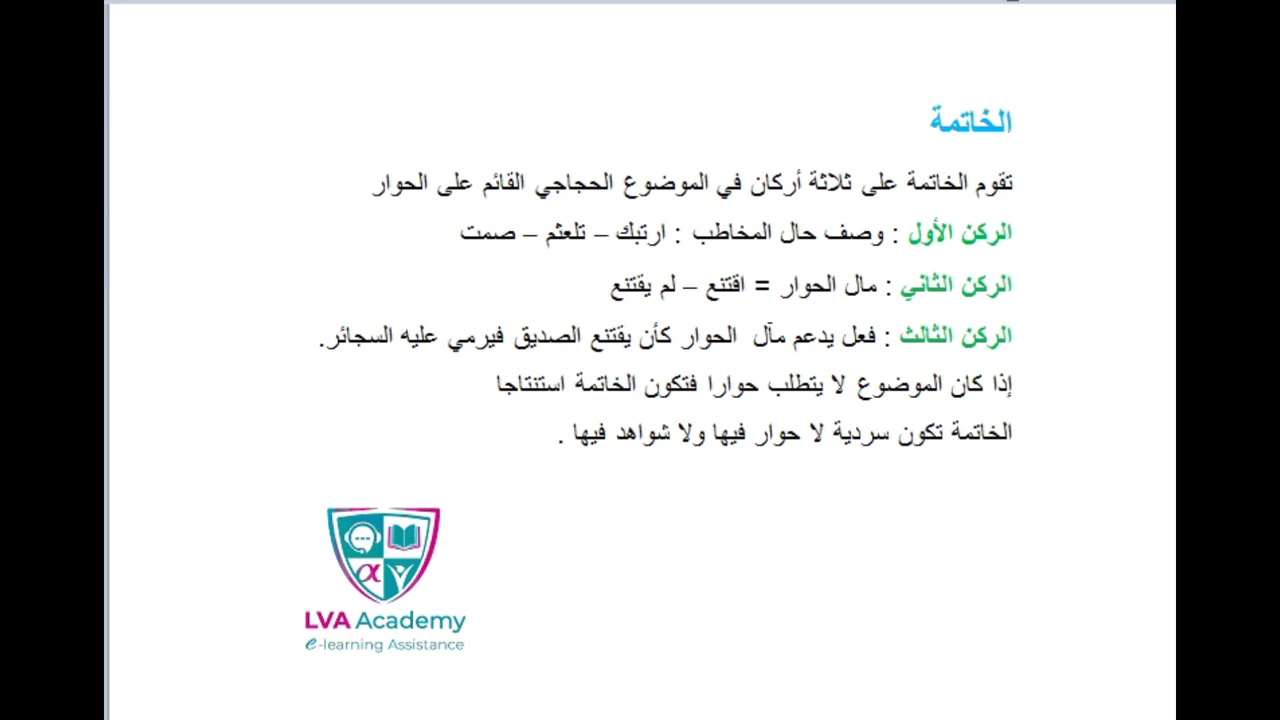 الخاتمة
تقوم الخاتمة على ثلاثة أركان في الموضوع الحجاجي القائم على الحوار
الركن الأول : وصف حال المخاطب : ارتبك – تلعثم – صمت
الركن الثاني : مال الحوار = اقتنع – لم يقتنع
الركن الثالث : فعل يدعم مآل الحوار كأن يقتنع الصديق فيرمي عليه السجائر.
إذا كان الموضوع لا يتطلب حوارا فتكون الخاتمة استنتاجا
الخاتمة تكون سردية لا حوار فيها ولا شواهد فيها .
α
LVA Academy
e-learning Assistance